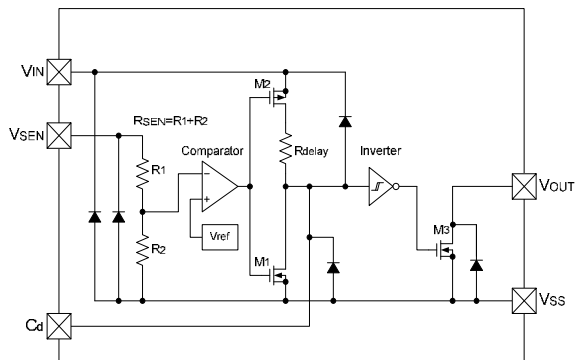 VIN
M2
RSEN=R1+R2
VSEN
Comparator
Rdelay
Inverter
R1
−
+
VOUT
Vref
M3
R2
M1
VSS
Cd